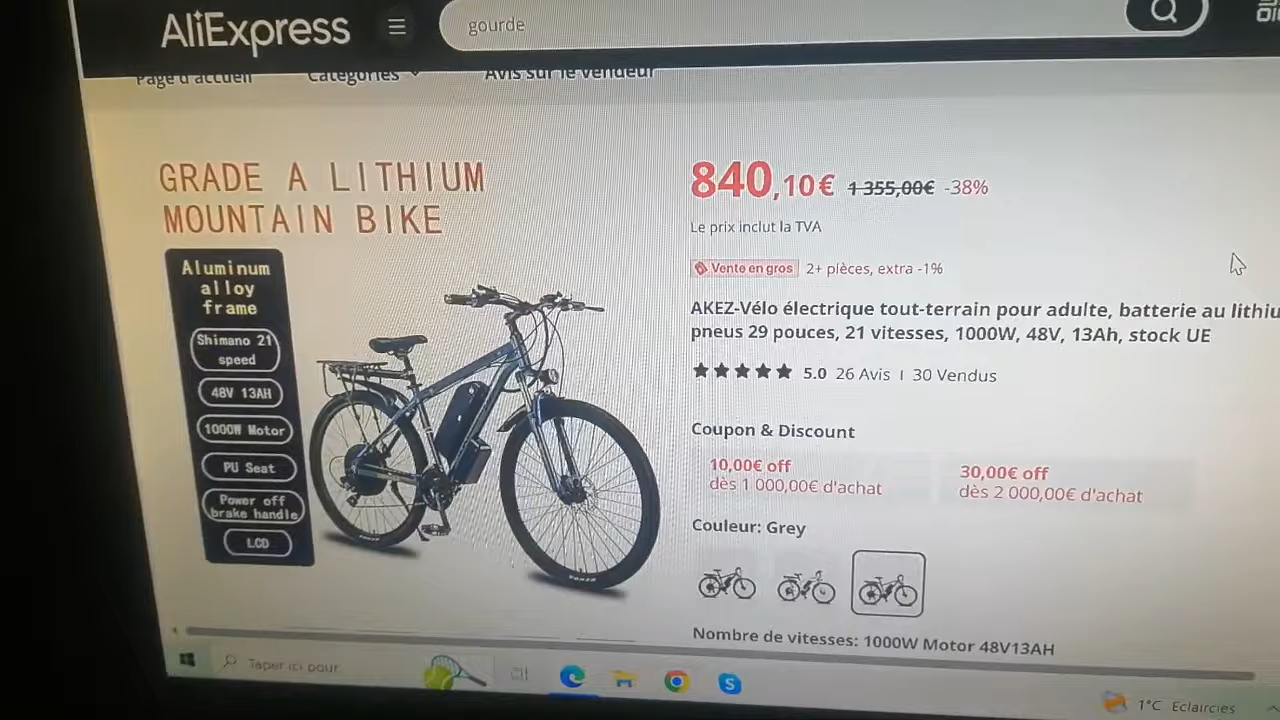 AliExpress
gourde
Page d'accueil Catégories Avis sur le vendeur
GRADE A LITHIUM
MOUNTAIN BIKE
Aluminum
alloy
frame
Shimano 21
speed
48V 13AH
1000W Motor
PU Seat
Power off
brake handle
LCD
840,10€ 1 355,00€ -38%
Le prix inclut la TVA
Vente en gros 2+ pièces, extra -1%
AKEZ-Vélo électrique tout-terrain pour adulte, batterie au lithiu
pneus 29 pouces, 21 vitesses, 1000W, 48V, 13Ah, stock UE
5.0 26 Avis I 30 Vendus
Coupon & Discount
10,00€ off
dès 1 000,00€ d'achat
30,00€ off
dès 2 000,00€ d'achat
Couleur: Grey
Nombre de vitesses: 1000W Motor 48V13AH
Taper ici pour
1°C Eclaircies